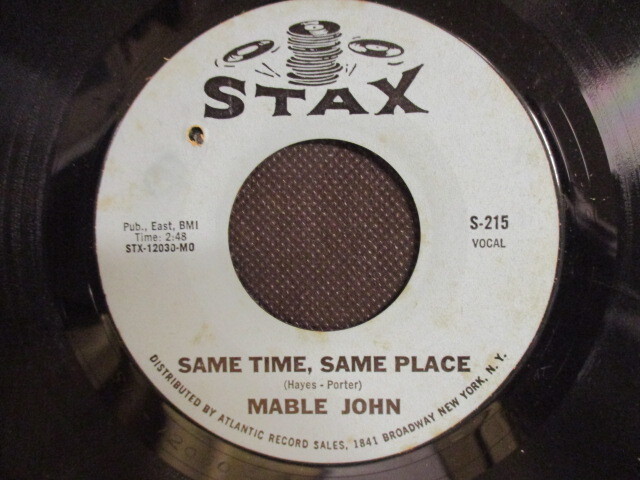 STAX
Pub., East, BMI
Time: 2:48
STX-12030-MO
S-215
VOCAL
SAME TIME, SAME PLACE
(Hayes - Porter)
MABLE JOHN
DISTRIBUTED BY ATLANTIC RECORD SALES, 1841 BROADWAY NEW YORK, N. Y.